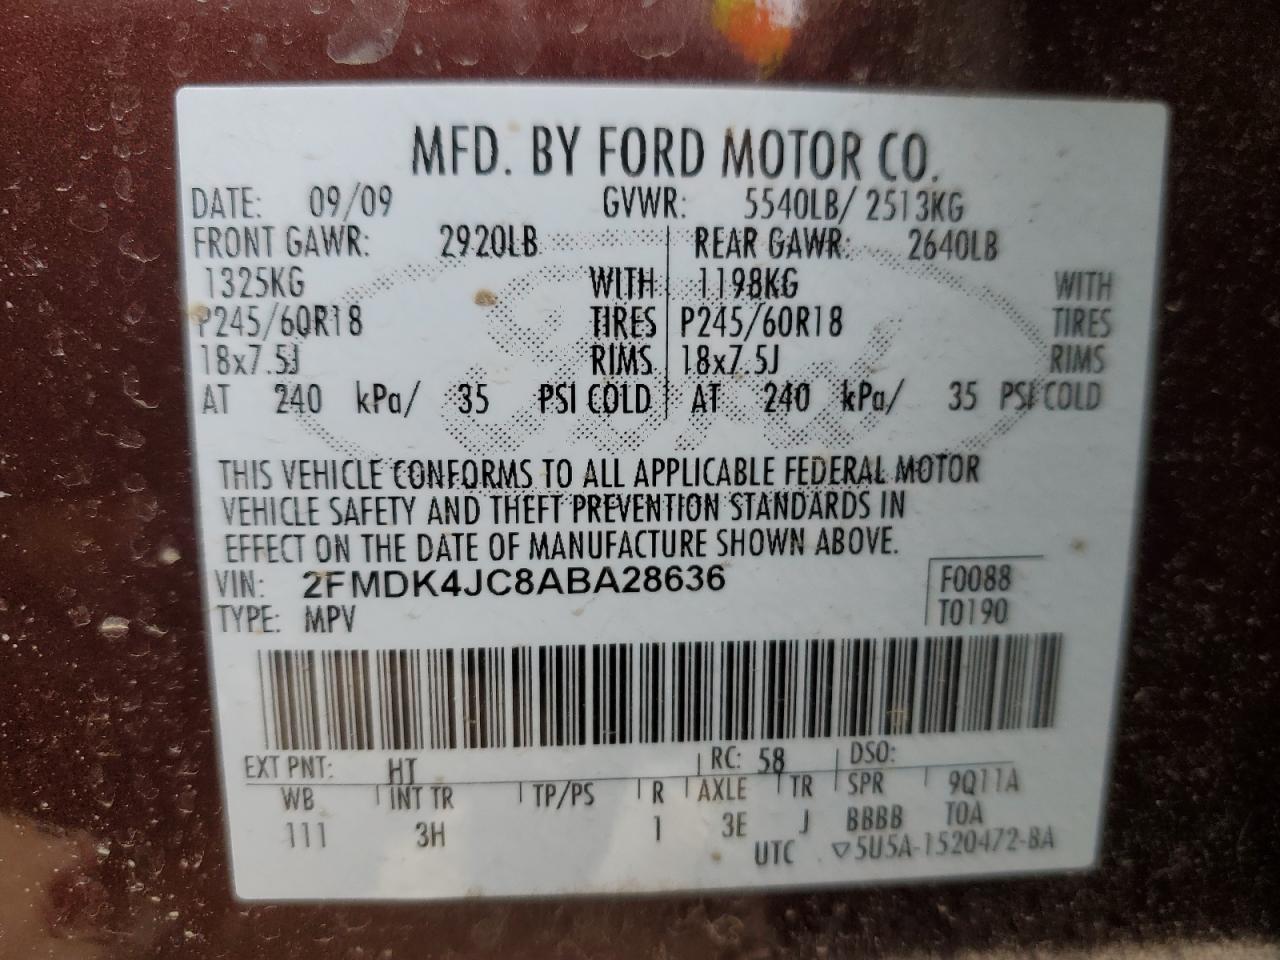 MFD. BY FORD MOTOR CO.
DATE: 09/09 GVWR: 5540LB/ 2513KG
FRONT GAWR: 2920LB REAR GAWR: 2640LB
1325KG WITH 1198KG WITH
P245/60R18 TIRES P245/60R18 TIRES
18x7.5J RIMS 18x7.5J RIMS
AT 240 kPa/ 35 PSI COLD AT 240 kPa/ 35 PSI COLD
THIS VEHICLE CONFORMS TO ALL APPLICABLE FEDERAL MOTOR
VEHICLE SAFETY AND THEFT PREVENTION STANDARDS IN
EFFECT ON THE DATE OF MANUFACTURE SHOWN ABOVE.
VIN: 2FMDK4JC8ABA28636 F0088
TYPE: MPV T0190
EXT PNT: HT RC: 58 DSO:
WB INT TR TP/PS R AXLE TR SPR 9Q11A
111 3H 1 3E J BBBB TOA
UTC ▽5U5A-1520472-BA